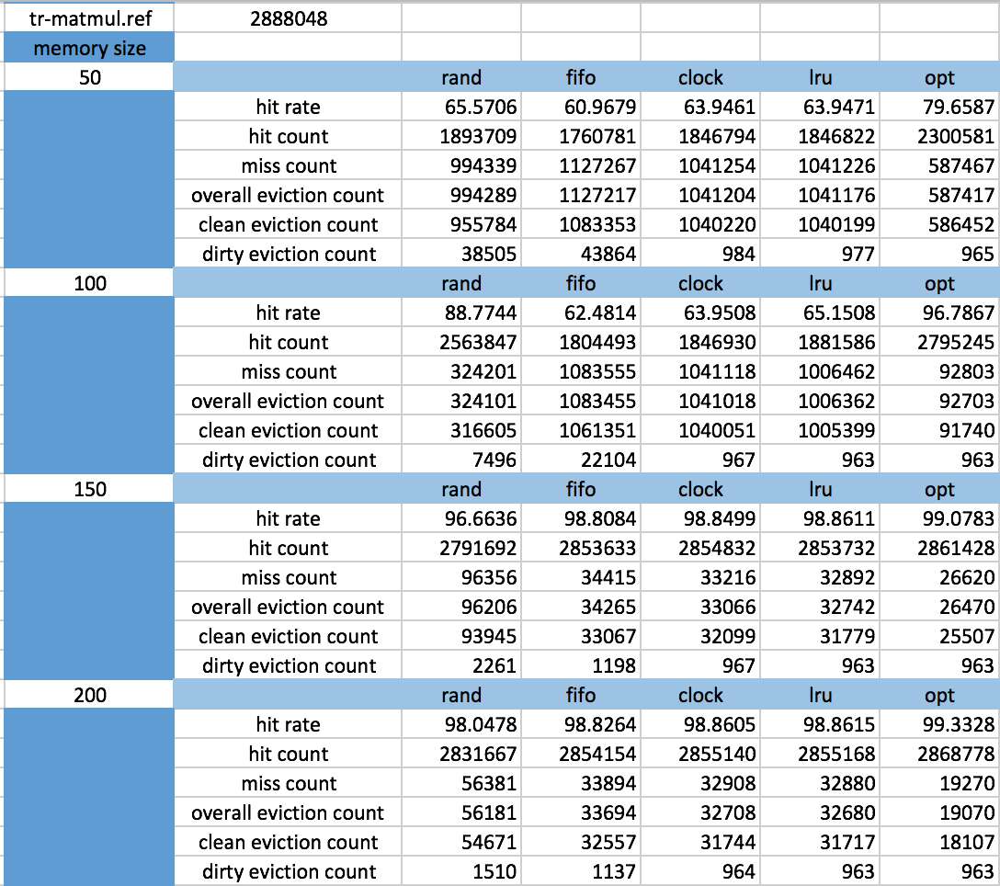 tr-matmul.ref 2888048
memory size
50 rand fifo clock lru opt
hit rate 65.5706 60.9679 63.9461 63.9471 79.6587
hit count 1893709 1760781 1846794 1846822 2300581
miss count 994339 1127267 1041254 1041226 587467
overall eviction count 994289 1127217 1041204 1041176 587417
clean eviction count 955784 1083353 1040220 1040199 586452
dirty eviction count 38505 43864 984 977 965
100 rand fifo clock lru opt
hit rate 88.7744 62.4814 63.9508 65.1508 96.7867
hit count 2563847 1804493 1846930 1881586 2795245
miss count 324201 1083555 1041118 1006462 92803
overall eviction count 324101 1083455 1041018 1006362 92703
clean eviction count 316605 1061351 1040051 1005399 91740
dirty eviction count 7496 22104 967 963 963
150 rand fifo clock lru opt
hit rate 96.6636 98.8084 98.8499 98.8611 99.0783
hit count 2791692 2853633 2854832 2853732 2861428
miss count 96356 34415 33216 32892 26620
overall eviction count 96206 34265 33066 32742 26470
clean eviction count 93945 33067 32099 31779 25507
dirty eviction count 2261 1198 967 963 963
200 rand fifo clock lru opt
hit rate 98.0478 98.8264 98.8605 98.8615 99.3328
hit count 2831667 2854154 2855140 2855168 2868778
miss count 56381 33894 32908 32880 19270
overall eviction count 56181 33694 32708 32680 19070
clean eviction count 54671 32557 31744 31717 18107
dirty eviction count 1510 1137 964 963 963